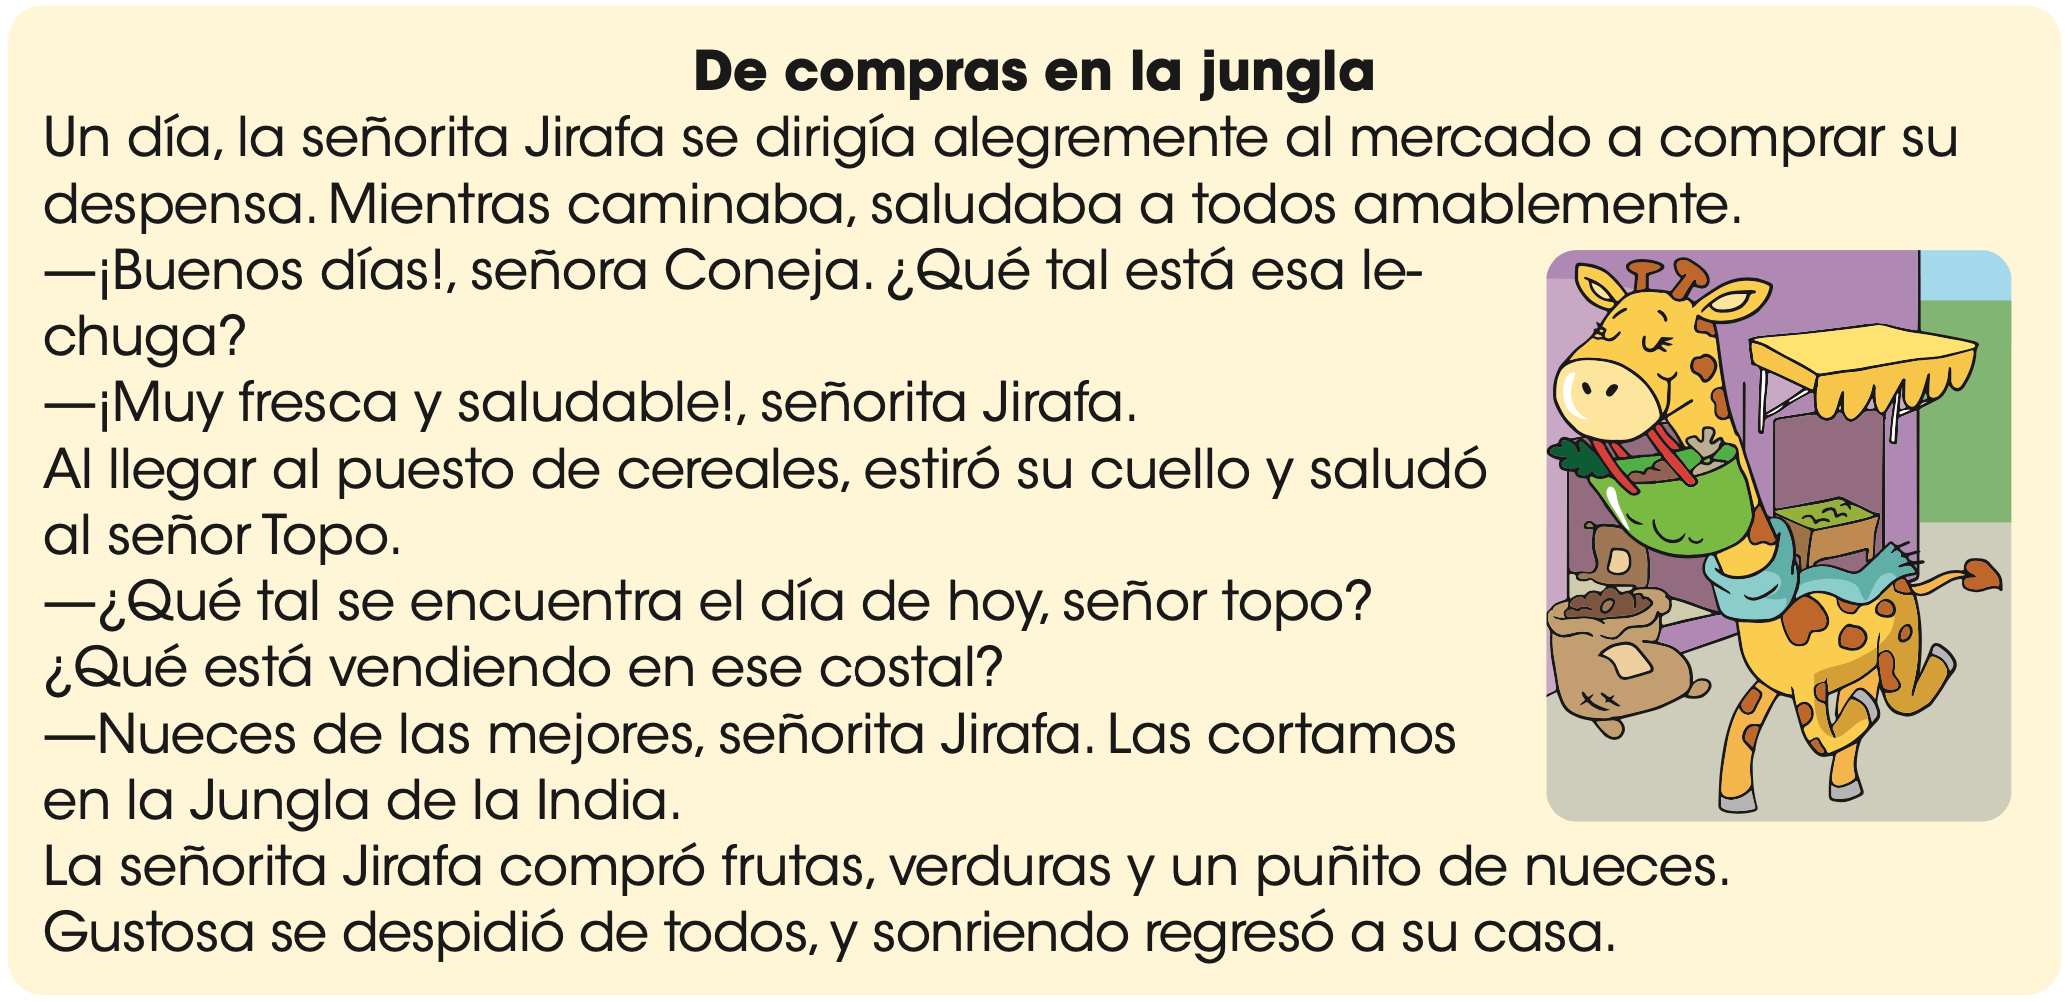 De compras en la jungla
Un día, la señorita Jirafa se dirigía alegremente al mercado a comprar su
despensa. Mientras caminaba, saludaba a todos amablemente.
—¡Buenos días!, señora Coneja. ¿Qué tal está esa le-
chuga?
—¡Muy fresca y saludable!, señorita Jirafa.
Al llegar al puesto de cereales, estiró su cuello y saludó
al señor Topo.
—¿Qué tal se encuentra el día de hoy, señor topo?
¿Qué está vendiendo en ese costal?
—Nueces de las mejores, señorita Jirafa. Las cortamos
en la Jungla de la India.
La señorita Jirafa compró frutas, verduras y un puñito de nueces.
Gustosa se despidió de todos, y sonriendo regresó a su casa.